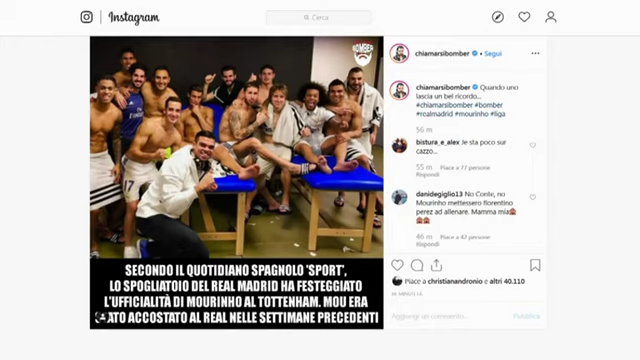 Instagram
Cerca
BOMBER
SECONDO IL QUOTIDIANO SPAGNOLO 'SPORT',
LO SPOGLIATOIO DEL REAL MADRID HA FESTEGGIATO
L'UFFICIALITÀ DI MOURINHO AL TOTTENHAM. MOU ERA
ATO ACCOSTATO AL REAL NELLE SETTIMANE PRECEDENTI
chiamarsibomber • Segui
chiamarsibomber Quando uno
lascia un bel ricordo...
#chiamarsibomber #bomber
#realmadrid #mourinho #liga
56 m
bistura_e_alex Je sta poco sur
cazzo...
55 m Piace a 77 persone
Rispondi
danidegiglio13 No Conte, no
Mourinho mettessero fiorentino
perez ad allenare. Mamma mia
46 m Piace a 42 persone
Rispondi
Piace a christianandronio e altri 40.110
Aggiungi un commento...
Pubblica